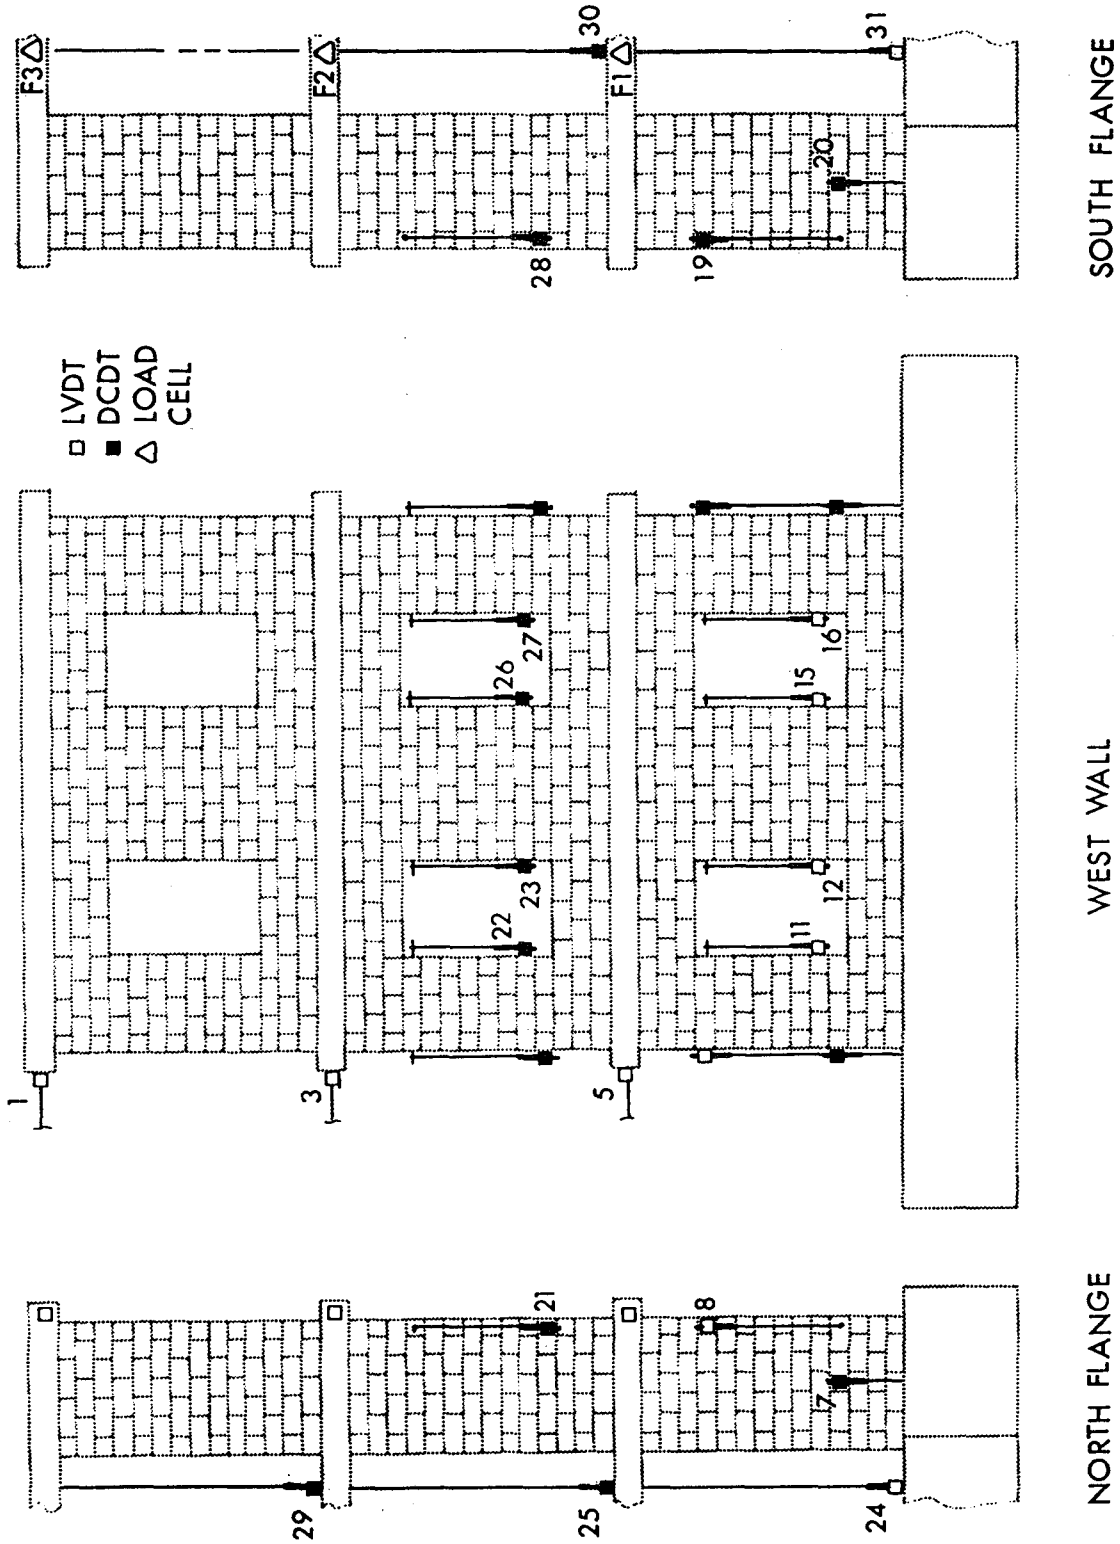 F3
F2
F1
30
31
28
19
20
SOUTH FLANGE
□ LVDT
■ DCDT
△ LOAD
CELL
1
3
5
22
23
26
27
11
12
15
16
WEST WALL
29
25
24
21
8
7
NORTH FLANGE